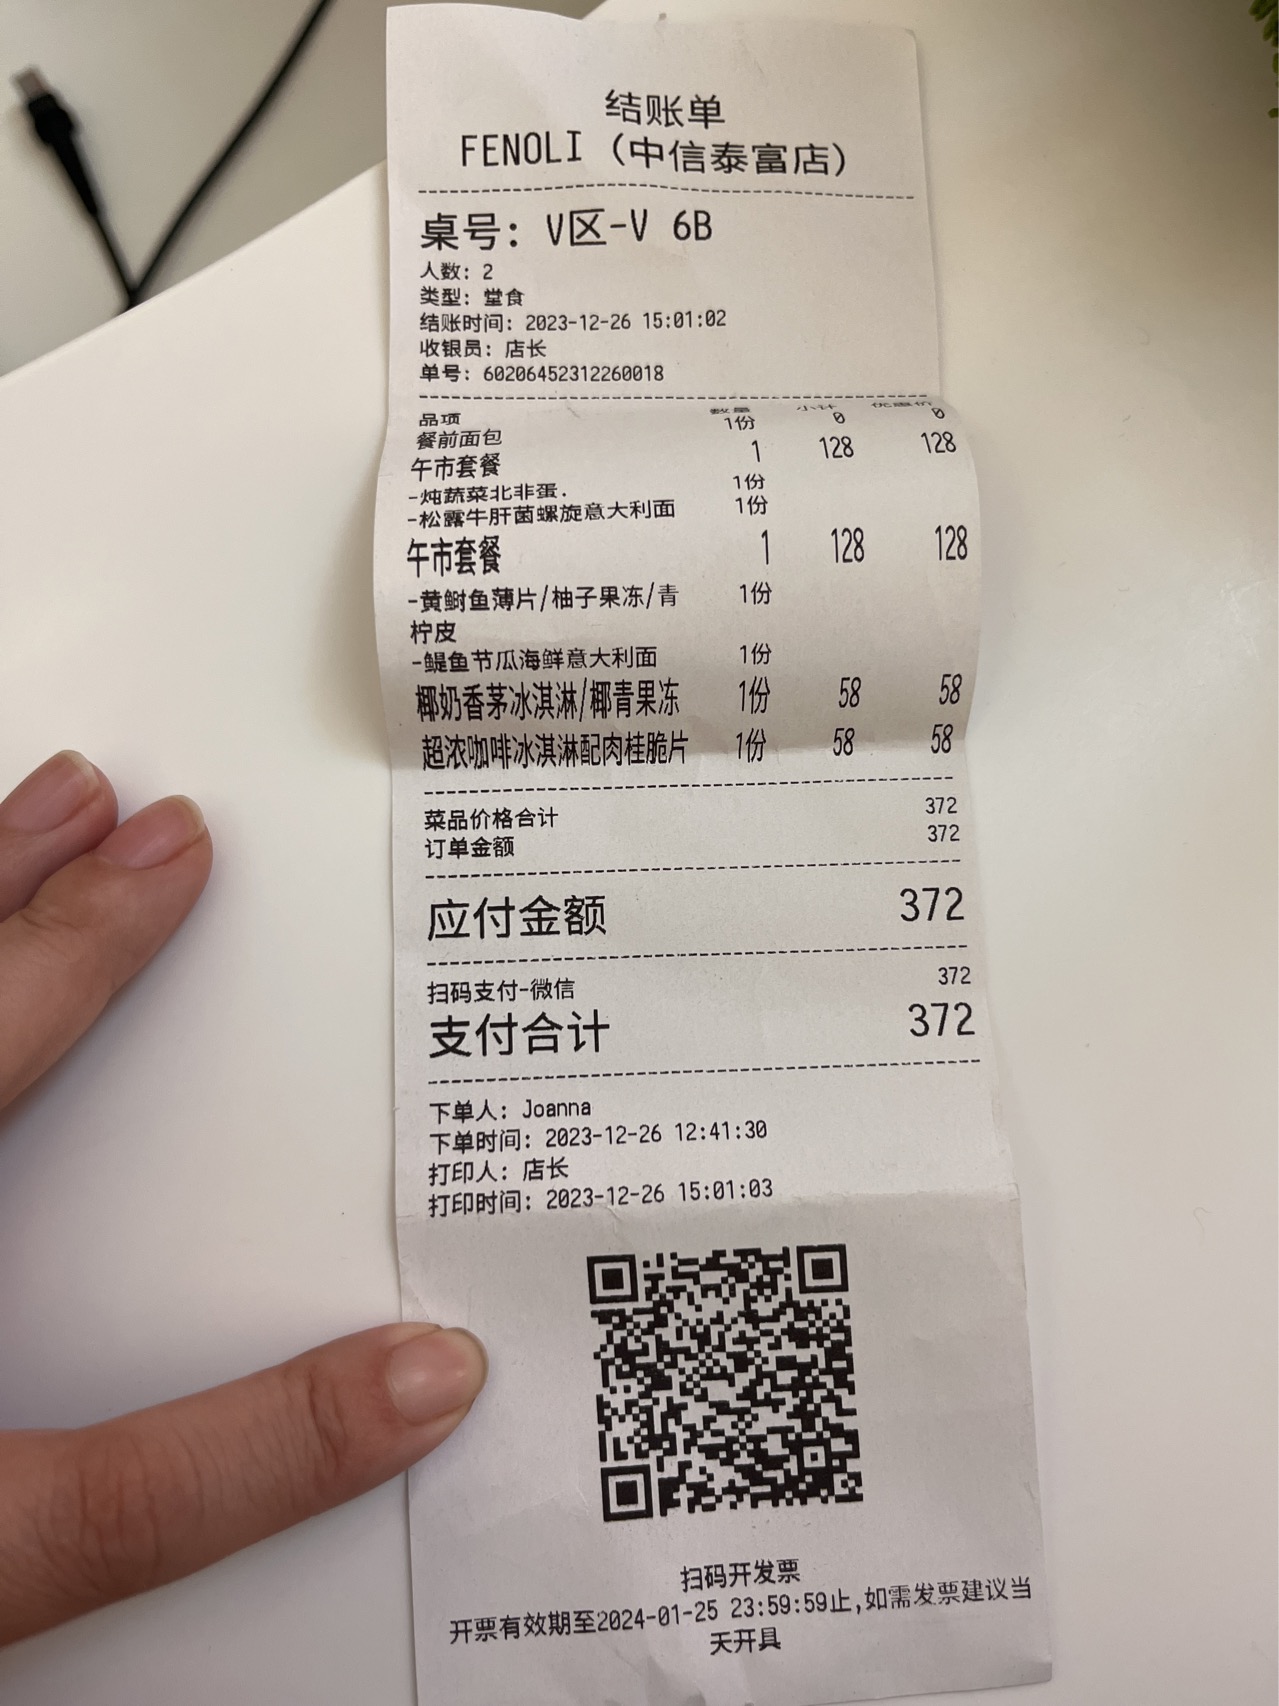 结账单
FENOLI（中信泰富店）
桌号：V区-V 6B
人数：2
类型：堂食
结账时间：2023-12-26 15:01:02
收银员：店长
单号：60206452312260018
品项 数量 小计 优惠价
餐前面包 1份 0 0
午市套餐 1 128 128
-炖蔬菜北非蛋. 1份
-松露牛肝菌螺旋意大利面 1份
午市套餐 1 128 128
-黄鲥鱼薄片/柚子果冻/青 1份
柠皮
-鳀鱼节瓜海鲜意大利面 1份
椰奶香茅冰淇淋/椰青果冻 1份 58 58
超浓咖啡冰淇淋配肉桂脆片 1份 58 58
菜品价格合计 372
订单金额 372
应付金额 372
扫码支付-微信 372
支付合计 372
下单人：Joanna
下单时间：2023-12-26 12:41:30
打印人：店长
打印时间：2023-12-26 15:01:03
扫码开发票
开票有效期至2024-01-25 23:59:59止,如需发票建议当
天开具